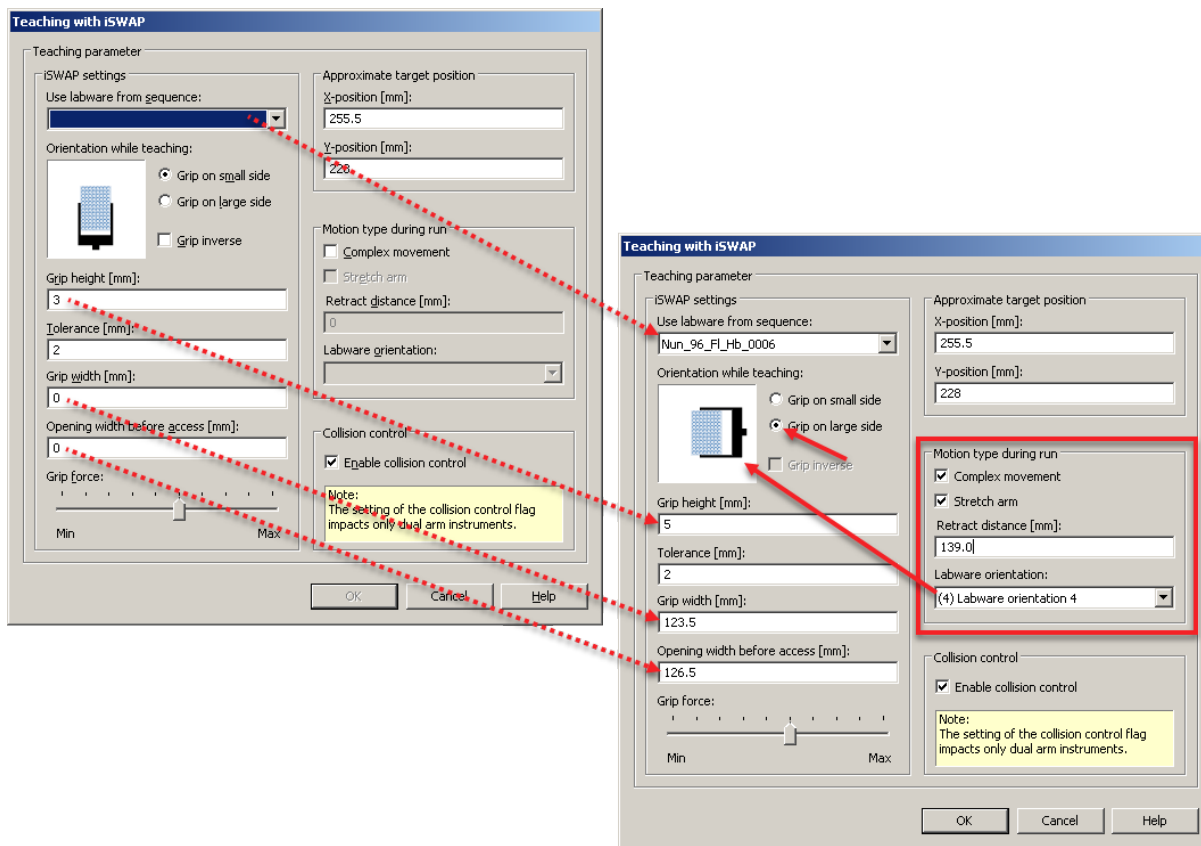 Teaching with iSWAP
Teaching parameter
iSWAP settings
Use labware from sequence:
Orientation while teaching:
Grip on small side
Grip on large side
Grip inverse
Grip height [mm]:
3
Tolerance [mm]:
2
Grip width [mm]:
0
Opening width before access [mm]:
0
Grip force:
Min Max
Approximate target position
X-position [mm]:
255.5
Y-position [mm]:
228
Motion type during run
Complex movement
Stretch arm
Retract distance [mm]:
0
Labware orientation:
Collision control
Enable collision control
Note:
The setting of the collision control flag
impacts only dual arm instruments.
OK Cancel Help
Teaching with iSWAP
Teaching parameter
iSWAP settings
Use labware from sequence:
Nun_96_Fl_Hb_0006
Orientation while teaching:
Grip on small side
Grip on large side
Grip inverse
Grip height [mm]:
5
Tolerance [mm]:
2
Grip width [mm]:
123.5
Opening width before access [mm]:
126.5
Grip force:
Min Max
Approximate target position
X-position [mm]:
255.5
Y-position [mm]:
228
Motion type during run
Complex movement
Stretch arm
Retract distance [mm]:
139.0
Labware orientation:
(4) Labware orientation 4
Collision control
Enable collision control
Note:
The setting of the collision control flag
impacts only dual arm instruments.
OK Cancel Help